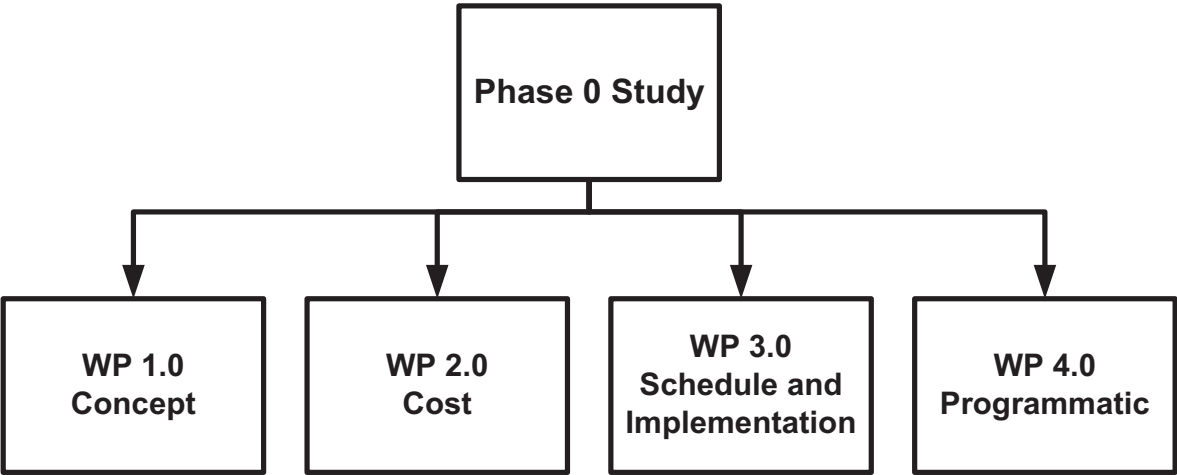 Phase 0 Study
WP 1.0
Concept
WP 2.0
Cost
WP 3.0
Schedule and
Implementation
WP 4.0
Programmatic